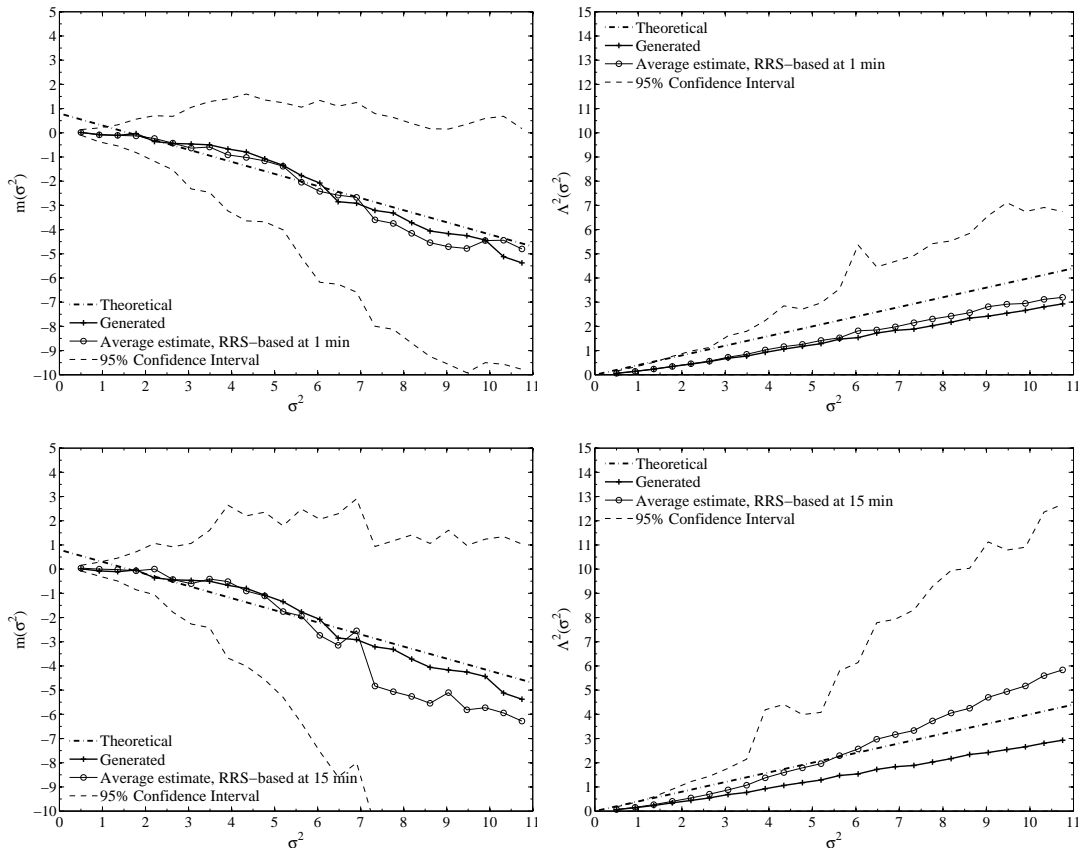 5
4
3
2
1
0
−1
−2
−3
−4
−5
−6
−7
−8
−9
−10
m(σ²)
Theoretical
Generated
Average estimate, RRS−based at 1 min
95% Confidence Interval
0 1 2 3 4 5 6 7 8 9 10 11
σ²
15
14
13
12
11
10
9
8
7
6
5
4
3
2
1
0
Λ²(σ²)
Theoretical
Generated
Average estimate, RRS−based at 1 min
95% Confidence Interval
0 1 2 3 4 5 6 7 8 9 10 11
σ²
5
4
3
2
1
0
−1
−2
−3
−4
−5
−6
−7
−8
−9
−10
m(σ²)
Theoretical
Generated
Average estimate, RRS−based at 15 min
95% Confidence Interval
0 1 2 3 4 5 6 7 8 9 10 11
σ²
15
14
13
12
11
10
9
8
7
6
5
4
3
2
1
0
Λ²(σ²)
Theoretical
Generated
Average estimate, RRS−based at 15 min
95% Confidence Interval
0 1 2 3 4 5 6 7 8 9 10 11
σ²